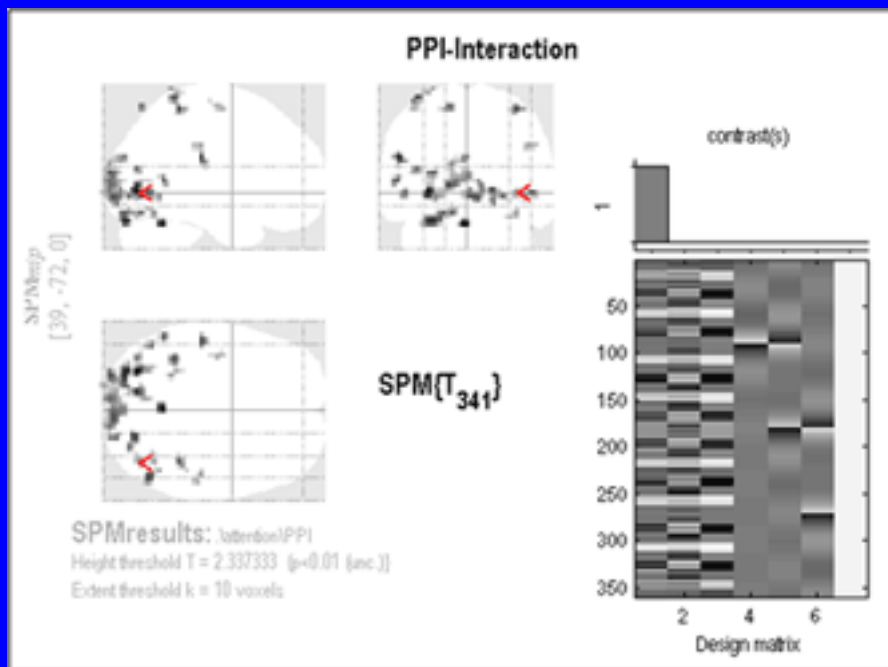 PPI-Interaction
contrast(s)
1
SPMmip
[39, -72, 0]
SPM{T341}
50
100
150
200
250
300
350
2 4 6
Design matrix
SPMresults: .\attention\PPI
Height threshold T = 2.337333 (p<0.01 (unc.)]
Extent threshold k = 10 voxels